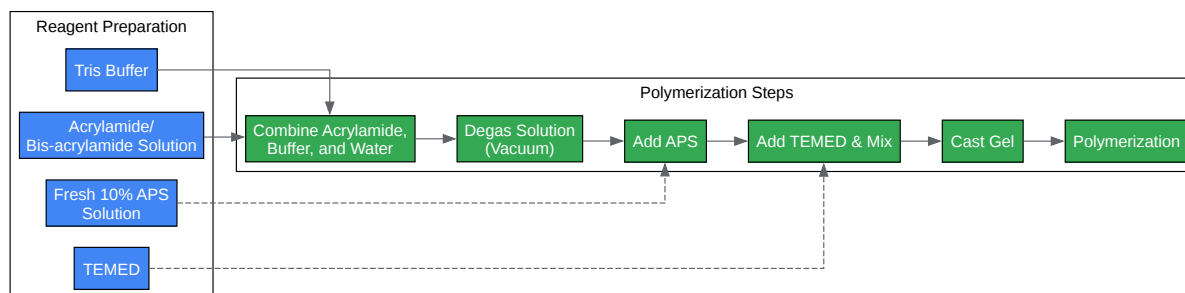 Reagent Preparation
Tris Buffer
Acrylamide/
Bis-acrylamide Solution
Fresh 10% APS
Solution
TEMED
Polymerization Steps
Combine Acrylamide,
Buffer, and Water
Degas Solution
(Vacuum)
Add APS
Add TEMED & Mix
Cast Gel
Polymerization